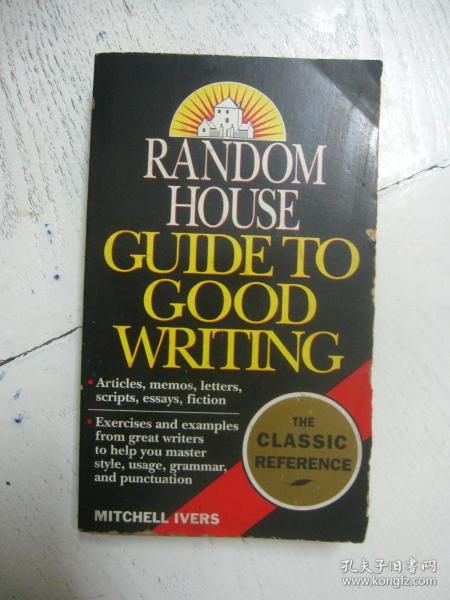 RANDOM
HOUSE
GUIDE TO
GOOD
WRITING
• Articles, memos, letters,
scripts, essays, fiction
• Exercises and examples
from great writers
to help you master
style, usage, grammar,
and punctuation
THE
CLASSIC
REFERENCE
MITCHELL IVERS
孔夫子旧书网
www.kongfz.com